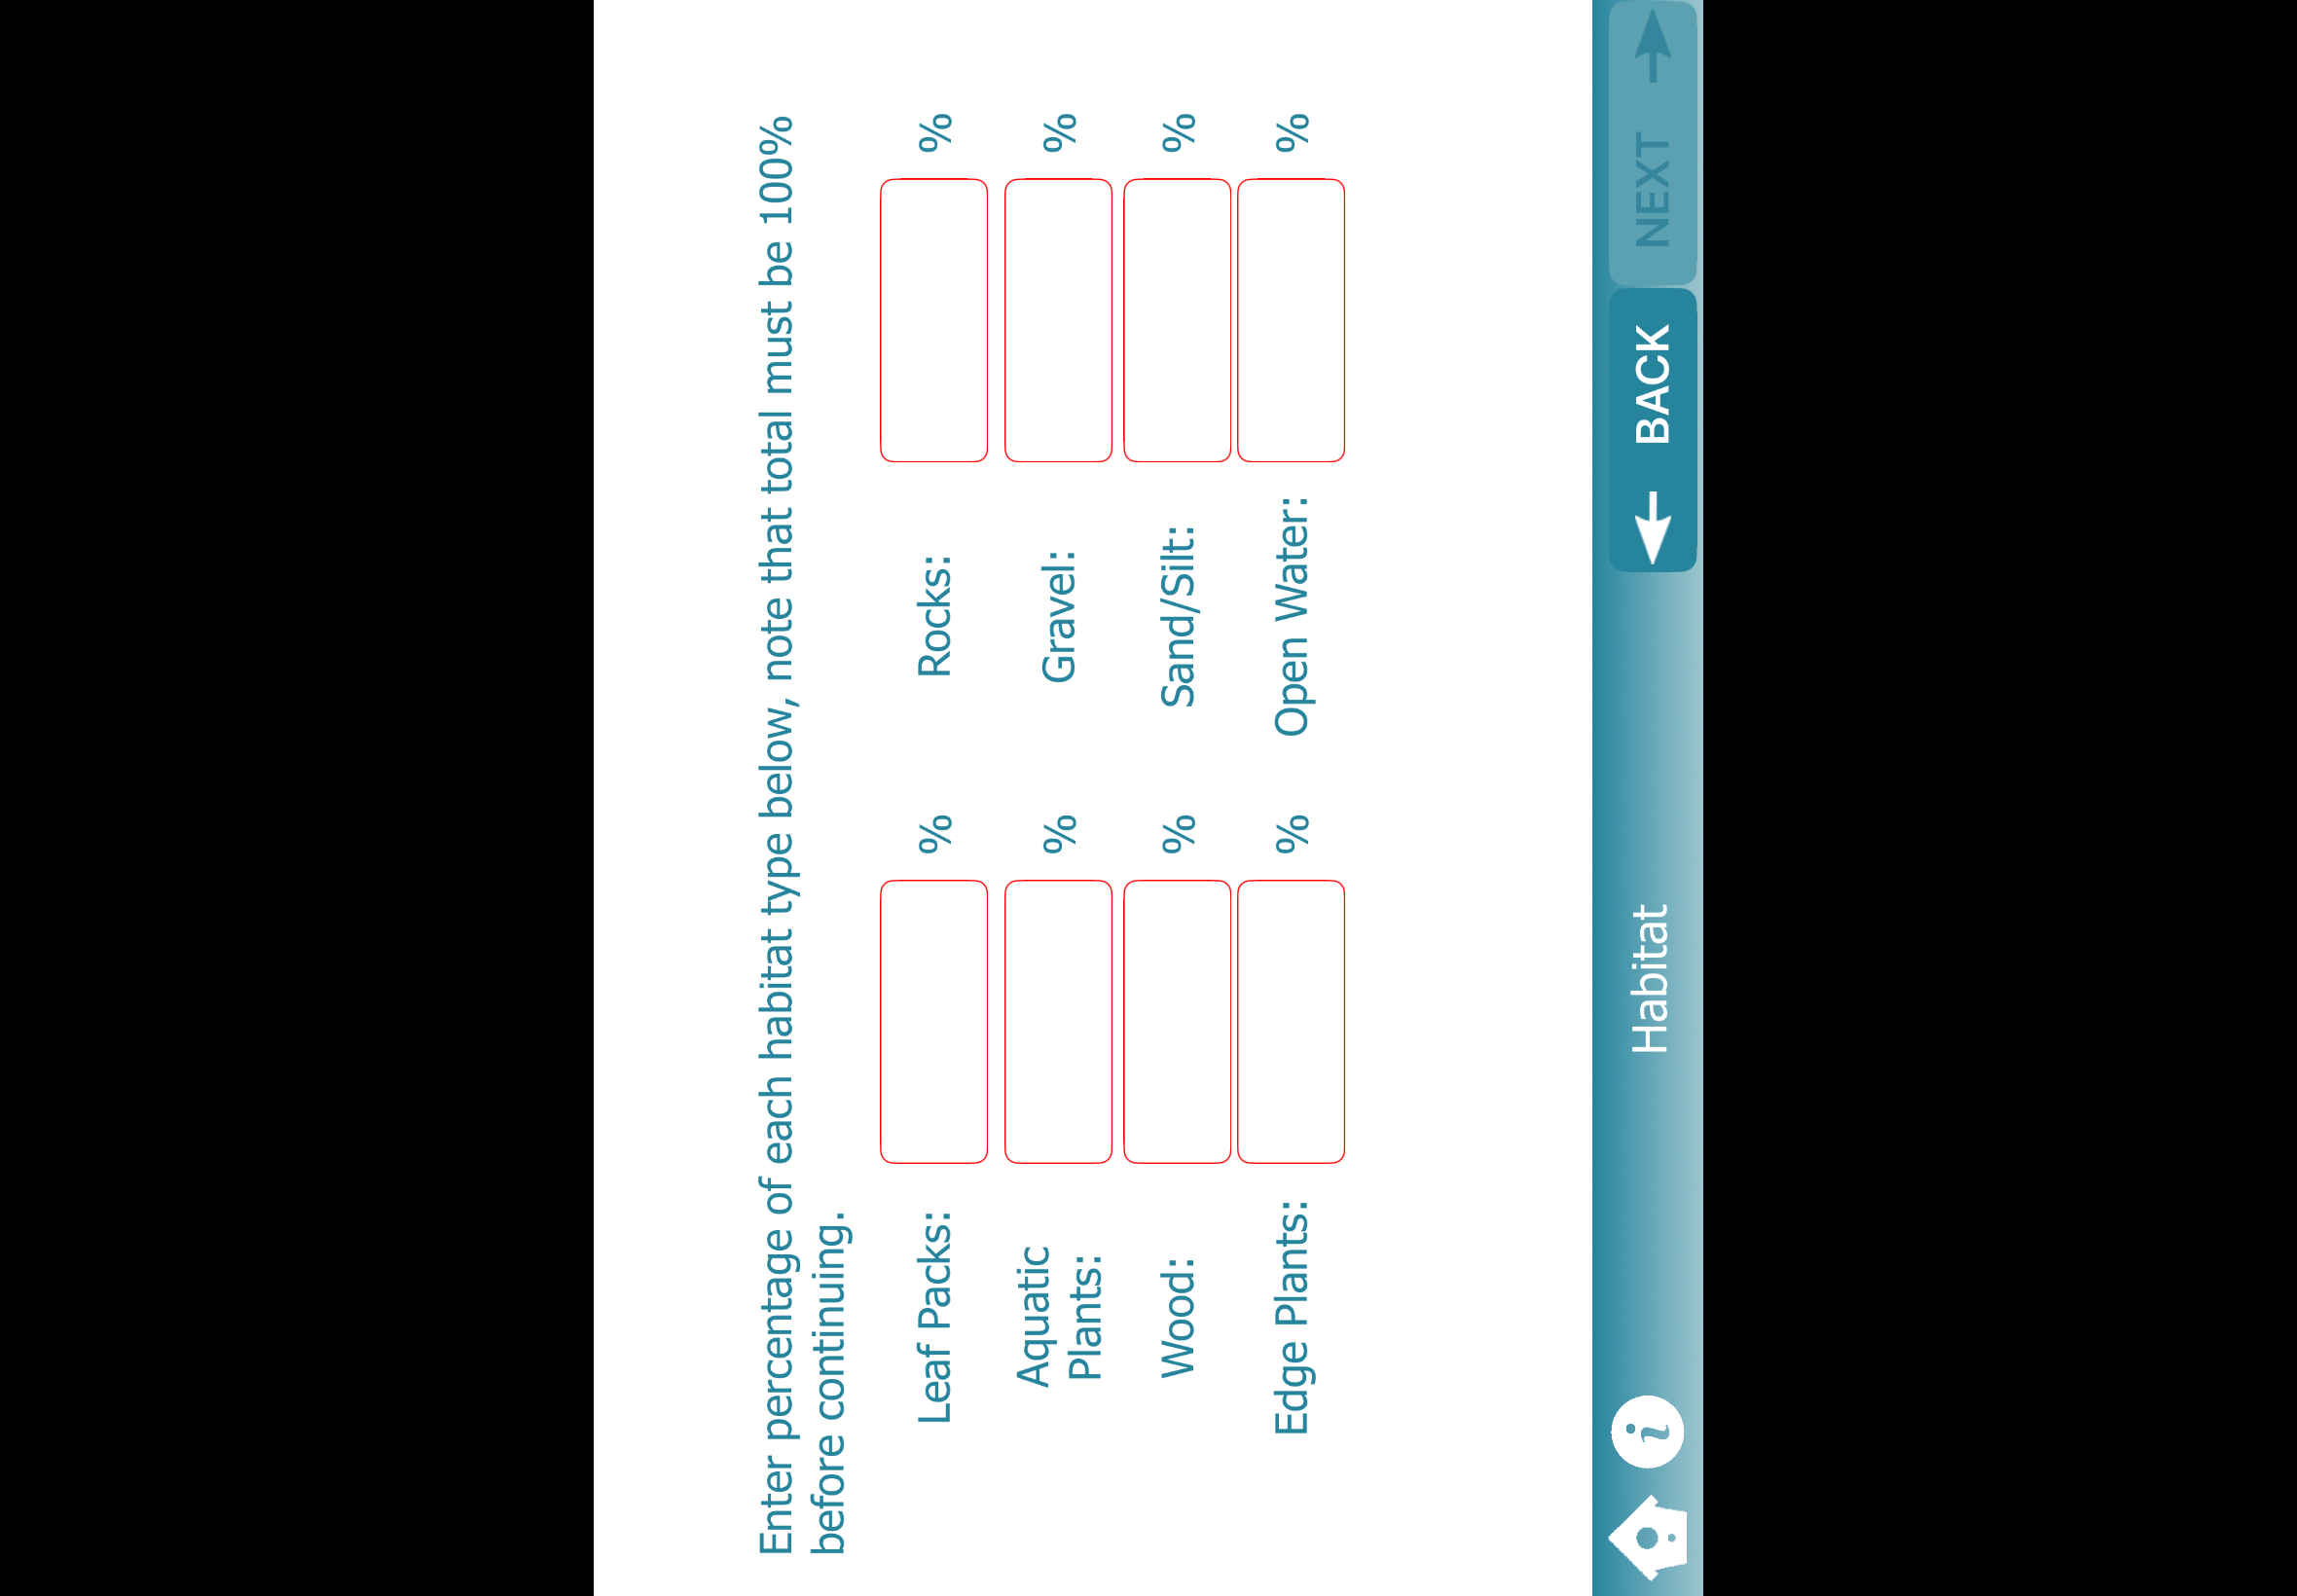 Enter percentage of each habitat type below, note that total must be 100%
before continuing.
Leaf Packs: % Rocks: %
Aquatic
Plants: % Gravel: %
Wood: % Sand/Silt: %
Edge Plants: % Open Water: %
i Habitat BACK NEXT